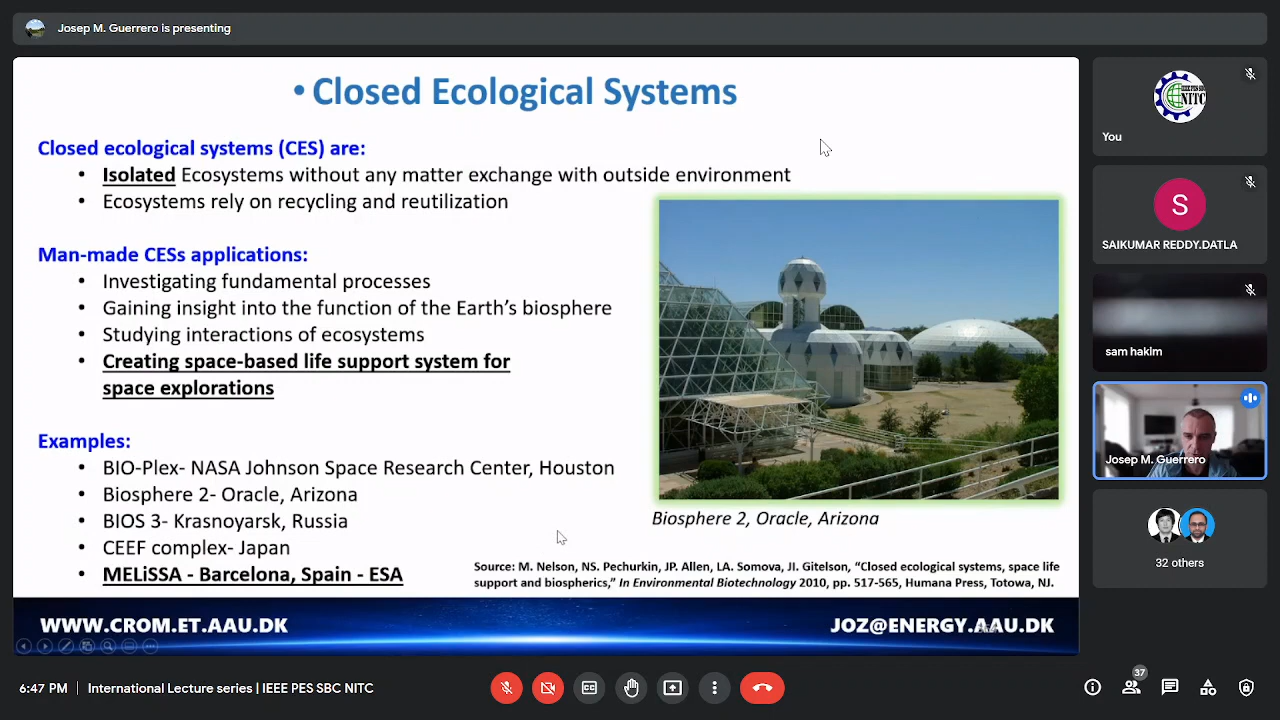 Josep M. Guerrero is presenting
• Closed Ecological Systems
Closed ecological systems (CES) are:
• Isolated Ecosystems without any matter exchange with outside environment
• Ecosystems rely on recycling and reutilization
Man-made CESs applications:
• Investigating fundamental processes
• Gaining insight into the function of the Earth's biosphere
• Studying interactions of ecosystems
• Creating space-based life support system for
space explorations
Examples:
• BIO-Plex- NASA Johnson Space Research Center, Houston
• Biosphere 2- Oracle, Arizona
• BIOS 3- Krasnoyarsk, Russia
• CEEF complex- Japan
• MELiSSA - Barcelona, Spain - ESA
Biosphere 2, Oracle, Arizona
Source: M. Nelson, NS. Pechurkin, JP. Allen, LA. Somova, JI. Gitelson, "Closed ecological systems, space life
support and biospherics," In Environmental Biotechnology 2010, pp. 517-565, Humana Press, Totowa, NJ.
WWW.CROM.ET.AAU.DK
JOZ@ENERGY.AAU.DK
NITC
You
S
SAIKUMAR REDDY.DATLA
sam hakim
Josep M. Guerrero
32 others
6:47 PM | International Lecture series | IEEE PES SBC NITC
37